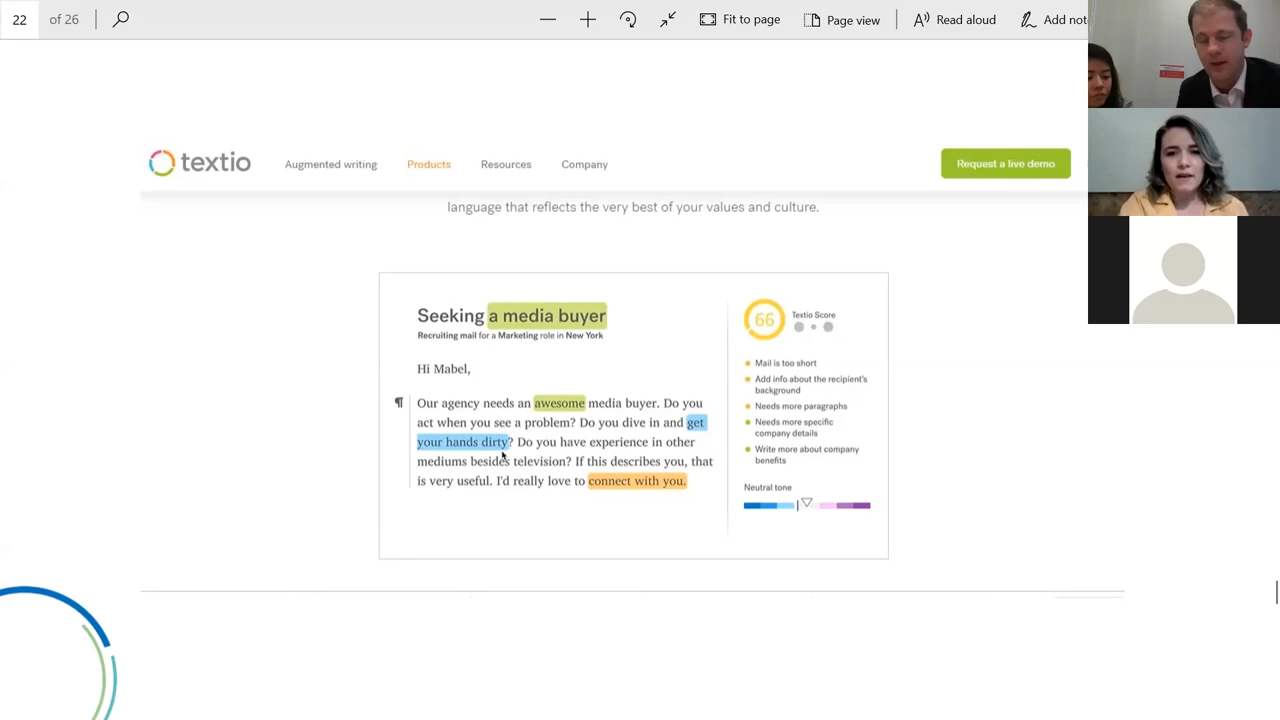 22 of 26
Fit to page
Page view
Read aloud
Add
textio
Augmented writing
Products
Resources
Company
Request a live demo
language that reflects the very best of your values and culture.
Seeking a media buyer
Recruiting mail for a Marketing role in New York
Hi Mabel,
¶ Our agency needs an awesome media buyer. Do you
act when you see a problem? Do you dive in and get
your hands dirty? Do you have experience in other
mediums besides television? If this describes you, that
is very useful. I'd really love to connect with you.
66
Textio Score
Mail is too short
Add info about the recipient's
background
Needs more paragraphs
Needs more specific
company details
Write more about company
benefits
Neutral tone